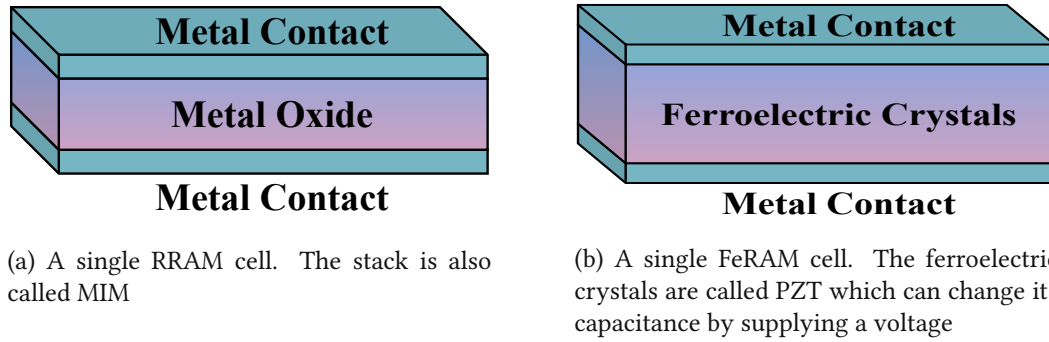 Metal Contact
Metal Oxide
Metal Contact
(a) A single RRAM cell. The stack is also
called MIM
Metal Contact
Ferroelectric Crystals
Metal Contact
(b) A single FeRAM cell. The ferroelectric
crystals are called PZT which can change it
capacitance by supplying a voltage